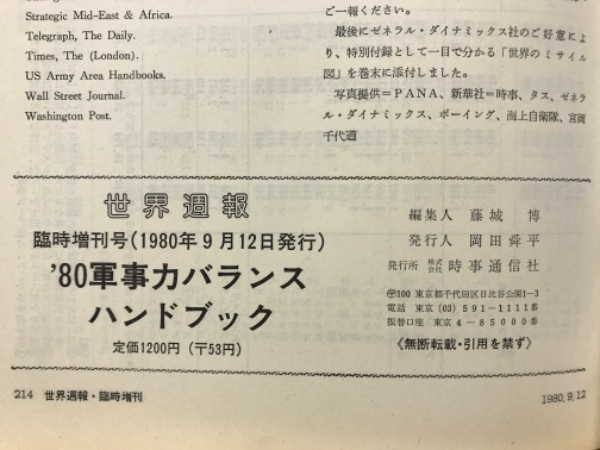 Strategic Mid-East & Africa.
Telegraph, The Daily.
Times, The (London).
US Army Area Handbooks.
Wall Street Journal.
Washington Post.
ご一報ください。
最後にゼネラル・ダイナミックス社のご好意によ
り、特別付録として一目で分かる「世界のミサイル
図」を巻末に添付しました。
写真提供＝PANA、新華社＝時事、タス、ゼネラ
ル・ダイナミックス、ボーイング、海上自衛隊、宮岡
千代道
世界週報
臨時増刊号(1980年9月12日発行)
'80軍事力バランス
ハンドブック
定価1200円(〒53円)
編集人 藤城 博
発行人 岡田舜平
発行所 株式会社 時事通信社
〒100 東京都千代田区日比谷公園1-3
電話 東京(03)591-1111番
振替口座 東京4-85000番
《無断転載・引用を禁ず》
214 世界週報・臨時増刊
1980.9.12